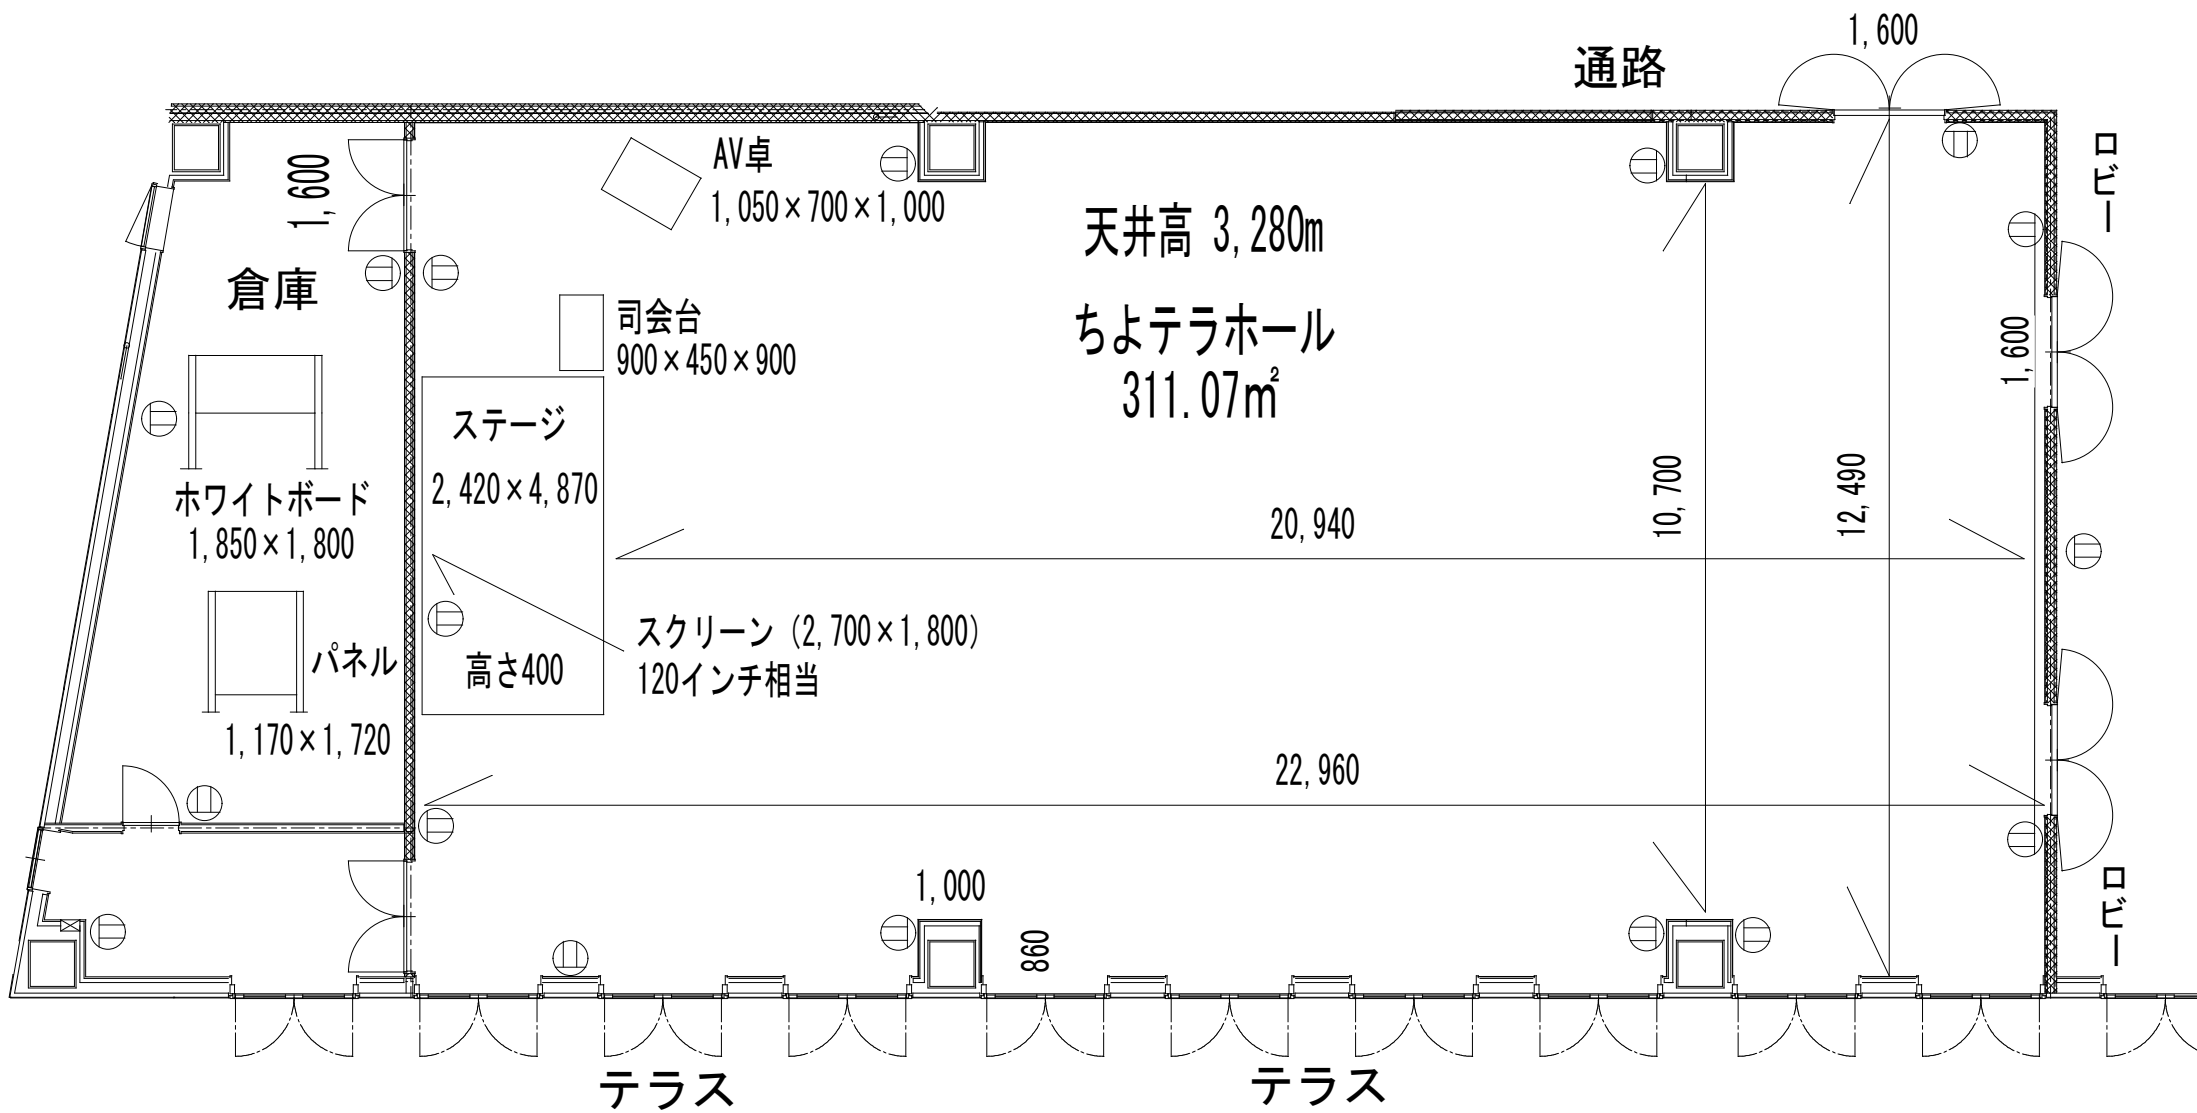 1,600
通路
AV卓
1,050×700×1,000
1,600
倉庫
天井高 3,280m
ちよテラホール
311.07㎡
ロビー
司会台
900×450×900
1,600
ステージ
2,420×4,870
ホワイトボード
1,850×1,800
20,940
10,700
12,490
スクリーン（2,700×1,800）
120インチ相当
高さ400
パネル
1,170×1,720
22,960
1,000
860
ロビー
テラス
テラス